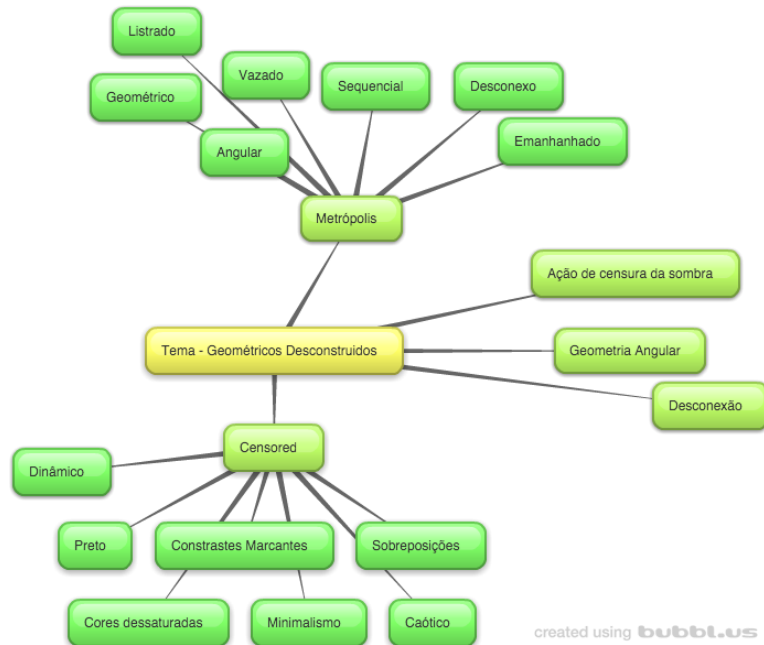 Listrado
Vazado
Sequencial
Desconexo
Geométrico
Angular
Emanhanhado
Metrópolis
Ação de censura da sombra
Tema - Geométricos Desconstruidos
Geometria Angular
Desconexão
Censored
Dinâmico
Preto
Constrastes Marcantes
Sobreposições
Cores dessaturadas
Minimalismo
Caótico
created using bubbl.us